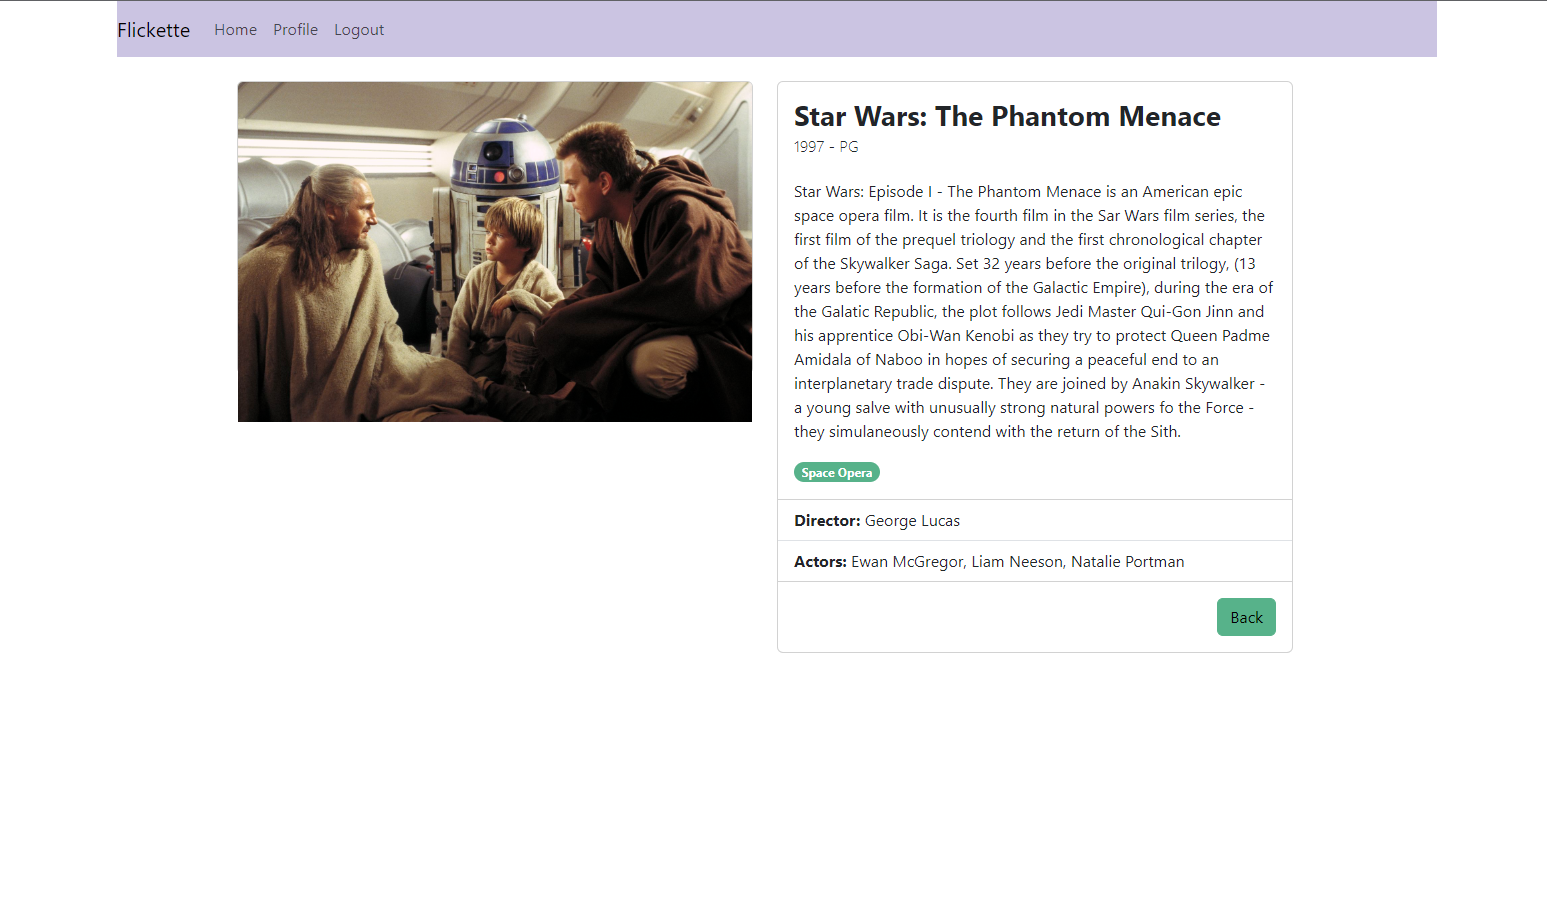 Flickette Home Profile Logout
Star Wars: The Phantom Menace
1997 - PG
Star Wars: Episode I - The Phantom Menace is an American epic
space opera film. It is the fourth film in the Sar Wars film series, the
first film of the prequel triology and the first chronological chapter
of the Skywalker Saga. Set 32 years before the original trilogy, (13
years before the formation of the Galactic Empire), during the era of
the Galatic Republic, the plot follows Jedi Master Qui-Gon Jinn and
his apprentice Obi-Wan Kenobi as they try to protect Queen Padme
Amidala of Naboo in hopes of securing a peaceful end to an
interplanetary trade dispute. They are joined by Anakin Skywalker -
a young salve with unusually strong natural powers fo the Force -
they simulaneously contend with the return of the Sith.
Space Opera
Director: George Lucas
Actors: Ewan McGregor, Liam Neeson, Natalie Portman
Back